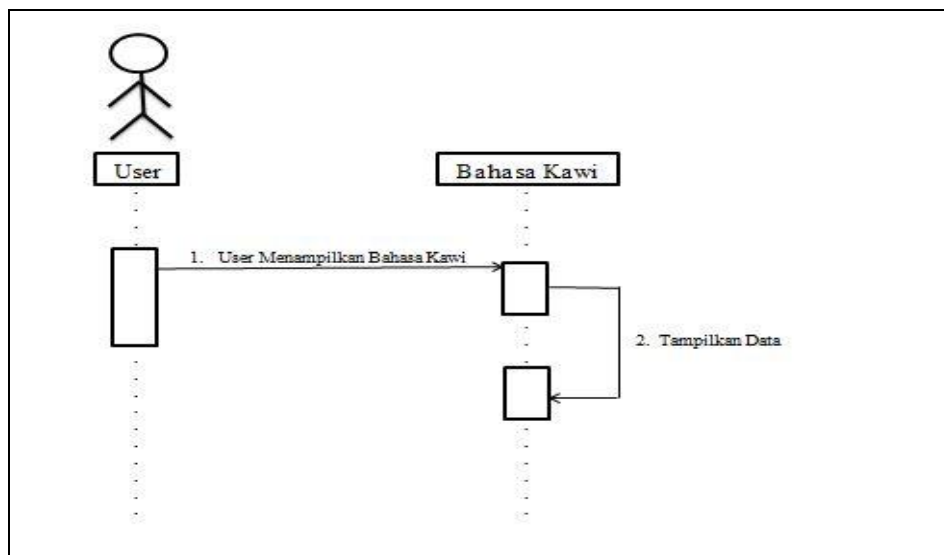 User
Bahasa Kawi
1. User Menampilkan Bahasa Kawi
2. Tampilkan Data